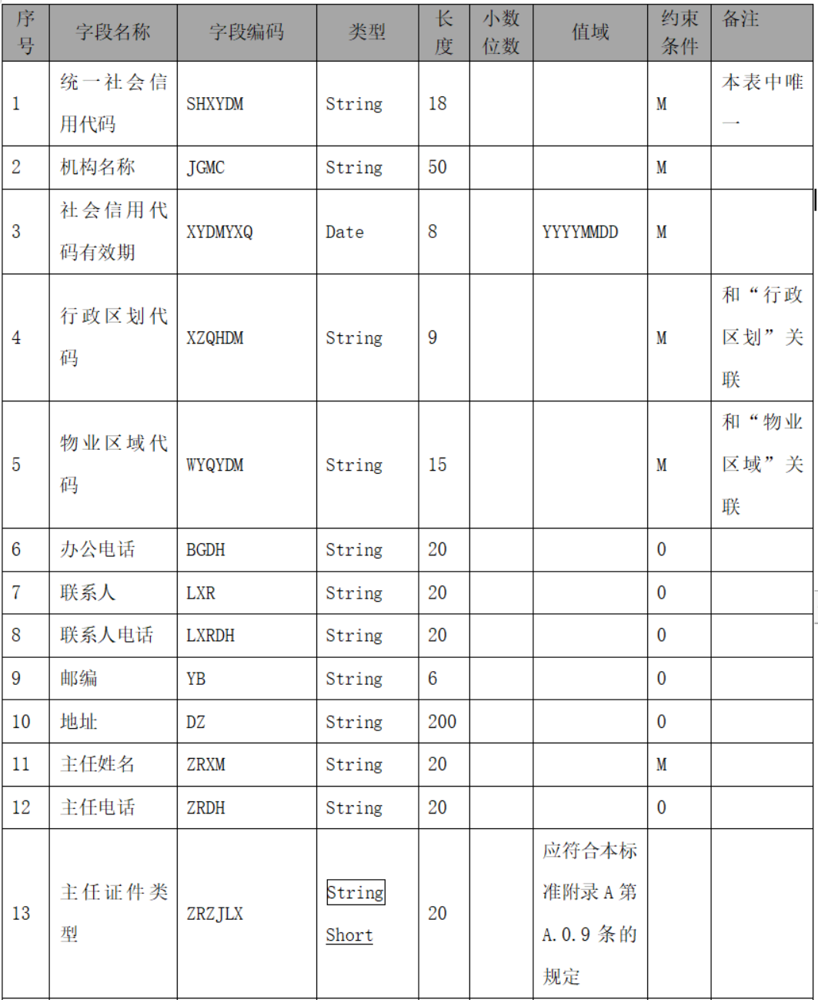 序号 字段名称 字段编码 类型 长度 小数位数 值域 约束条件 备注
1 统一社会信用代码 SHXYDM String 18 M 本表中唯一
2 机构名称 JGMC String 50 M
3 社会信用代码有效期 XYDMYXQ Date 8 YYYYMMDD M
4 行政区划代码 XZQHDM String 9 M 和“行政区划”关联
5 物业区域代码 WYQYDM String 15 M 和“物业区域”关联
6 办公电话 BGDH String 20 O
7 联系人 LXR String 20 O
8 联系人电话 LXRDH String 20 O
9 邮编 YB String 6 O
10 地址 DZ String 200 O
11 主任姓名 ZRXM String 20 M
12 主任电话 ZRDH String 20 O
13 主任证件类型 ZRZJLX String Short 20 应符合本标准附录 A 第 A.0.9 条的规定